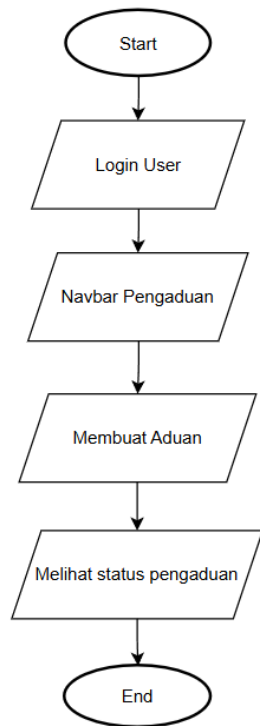 Start
Login User
Navbar Pengaduan
Membuat Aduan
Melihat status pengaduan
End